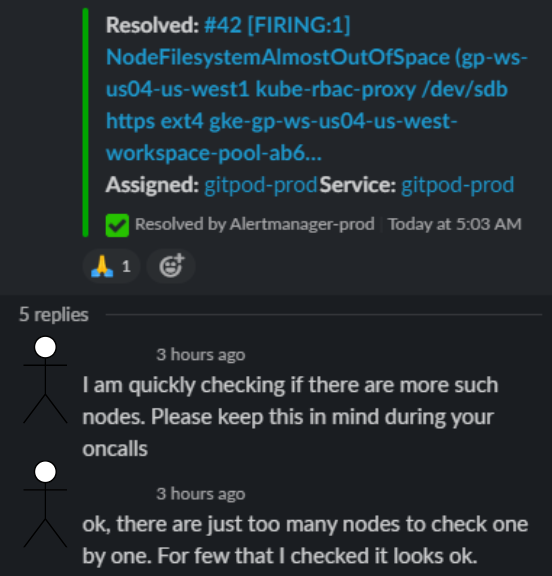 Resolved: #42 [FIRING:1]
NodeFilesystemAlmostOutOfSpace (gp-ws-
us04-us-west1 kube-rbac-proxy /dev/sdb
https ext4 gke-gp-ws-us04-us-west-
workspace-pool-ab6...
Assigned: gitpod-prodService: gitpod-prod
Resolved by Alertmanager-prod Today at 5:03 AM
1
5 replies
3 hours ago
I am quickly checking if there are more such
nodes. Please keep this in mind during your
oncalls
3 hours ago
ok, there are just too many nodes to check one
by one. For few that I checked it looks ok.